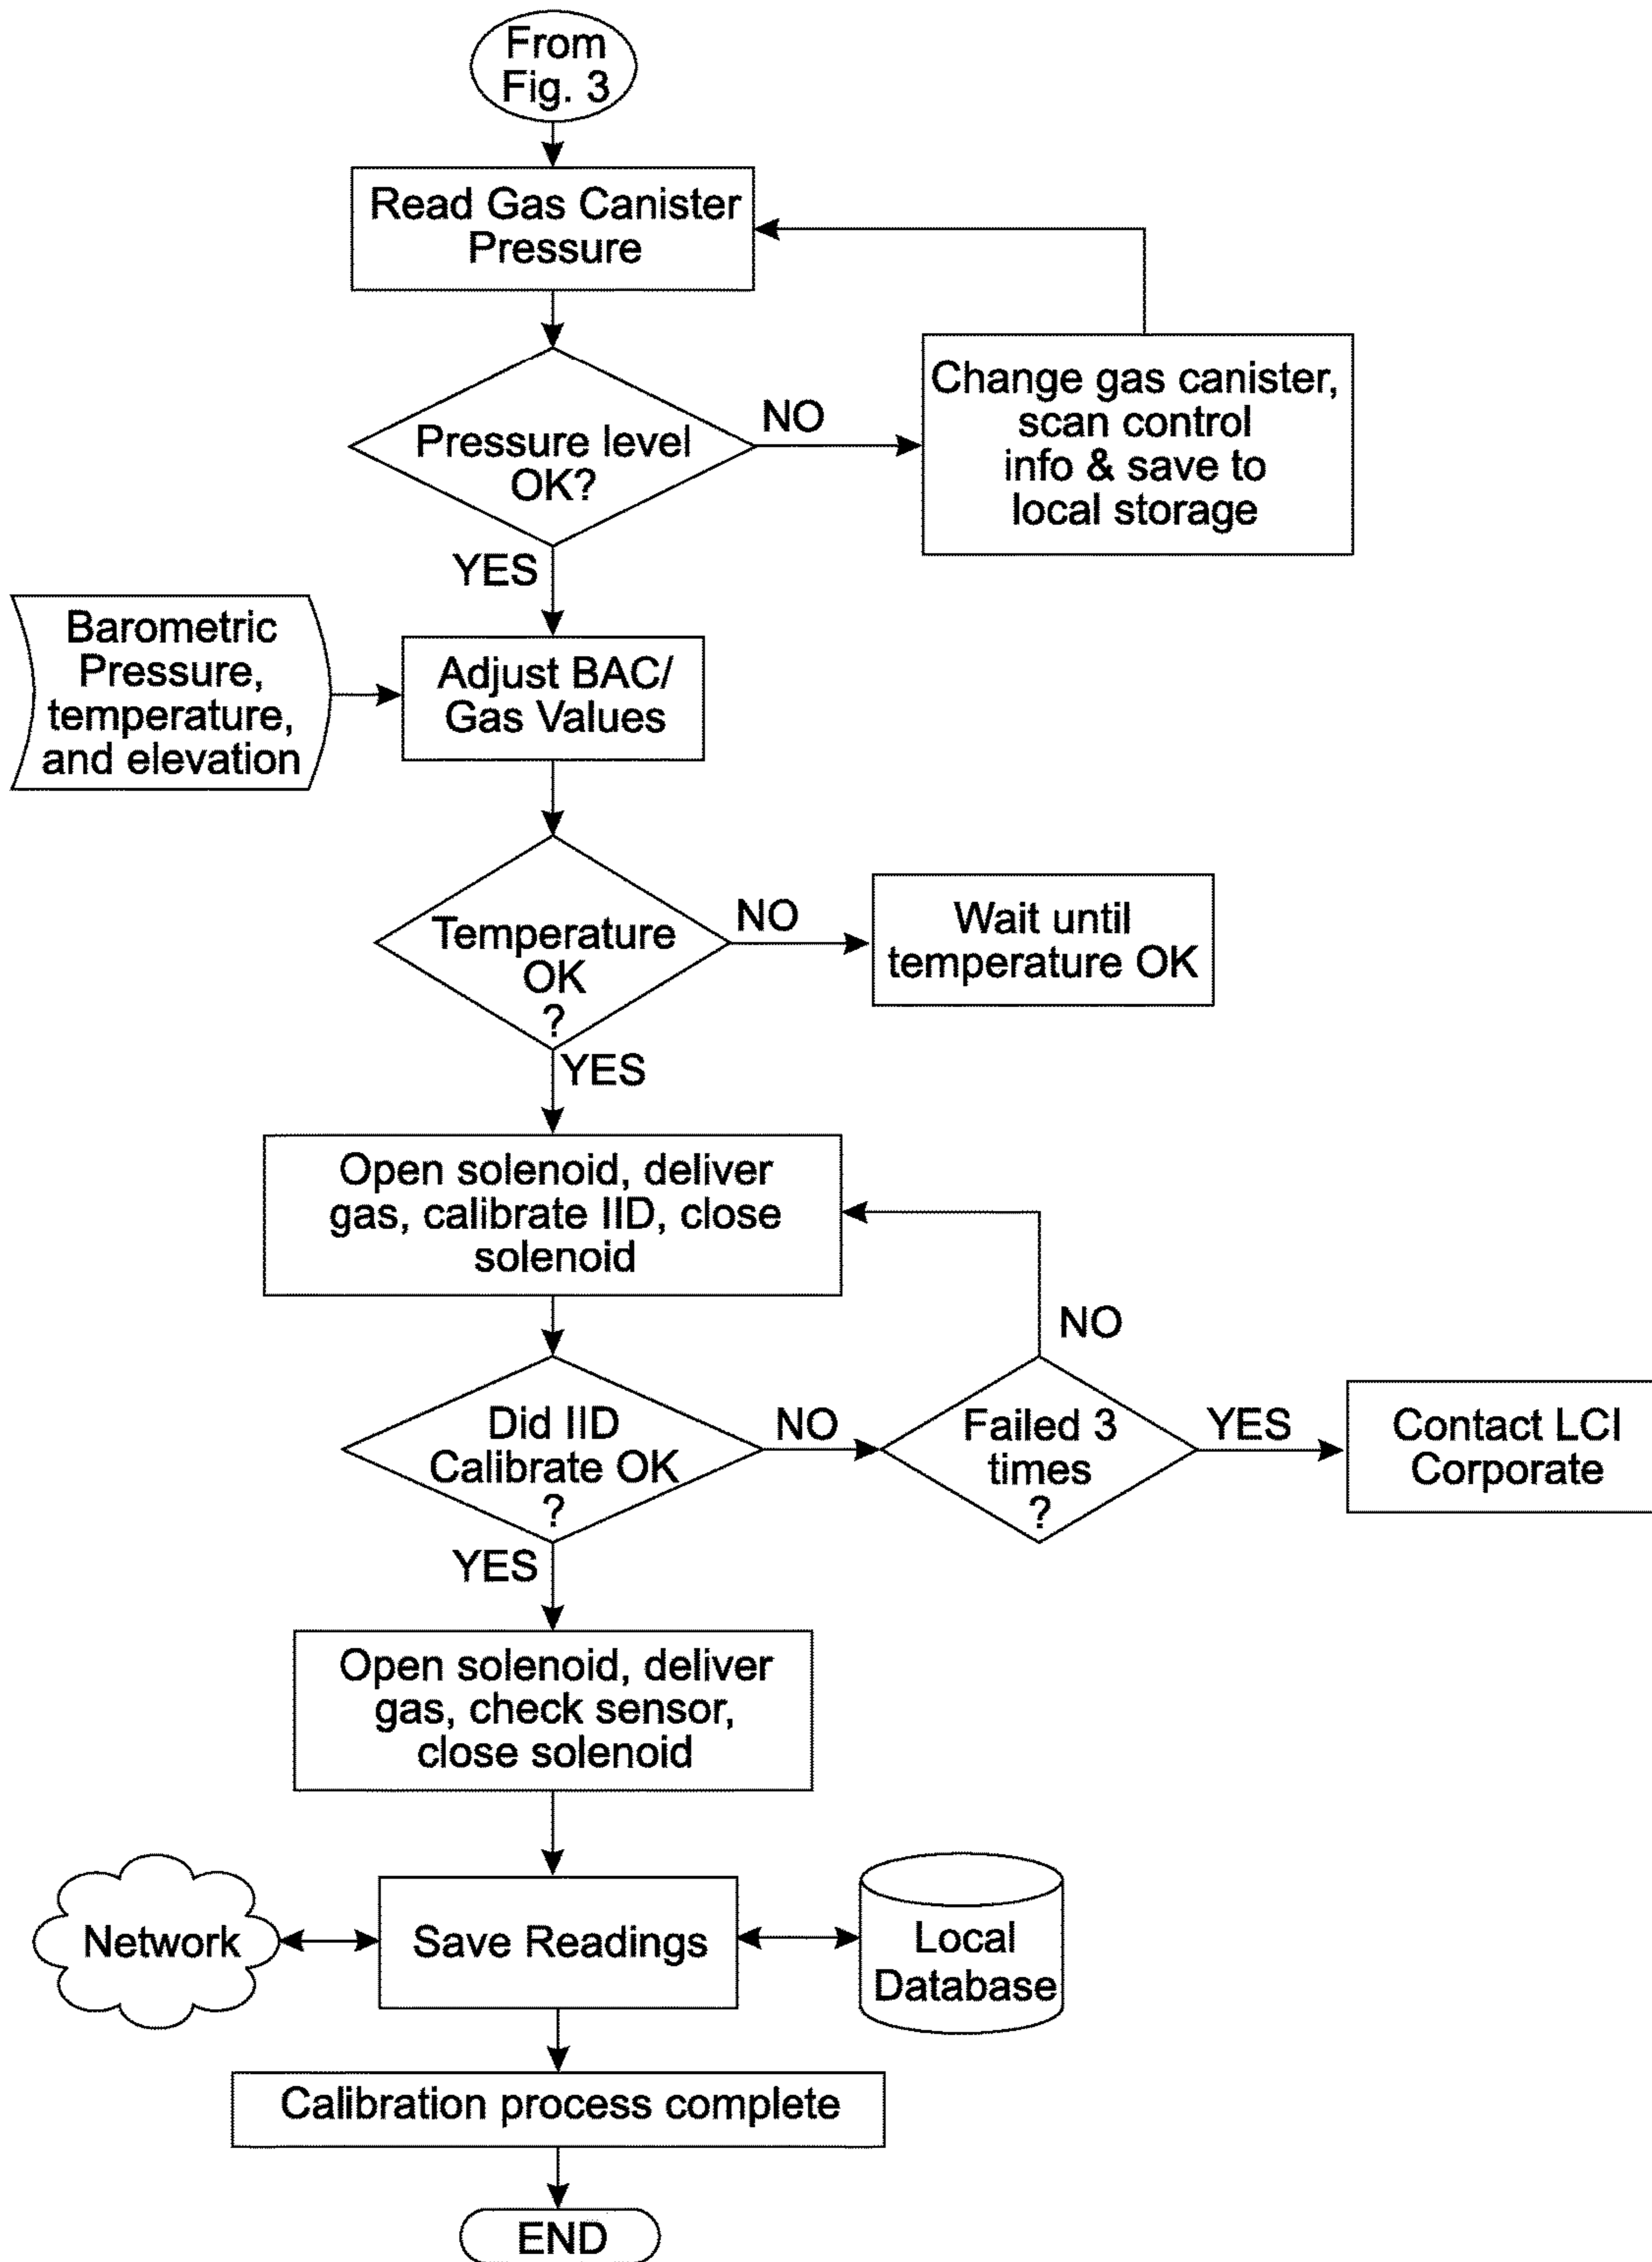 From
Fig. 3
Read Gas Canister
Pressure
Pressure level
OK?
NO
Change gas canister,
scan control
info & save to
local storage
YES
Barometric
Pressure,
temperature,
and elevation
Adjust BAC/
Gas Values
Temperature
OK
?
NO
Wait until
temperature OK
YES
Open solenoid, deliver
gas, calibrate IID, close
solenoid
NO
Did IID
Calibrate OK
?
NO
Failed 3
times
?
YES
Contact LCI
Corporate
YES
Open solenoid, deliver
gas, check sensor,
close solenoid
Network
Save Readings
Local
Database
Calibration process complete
END